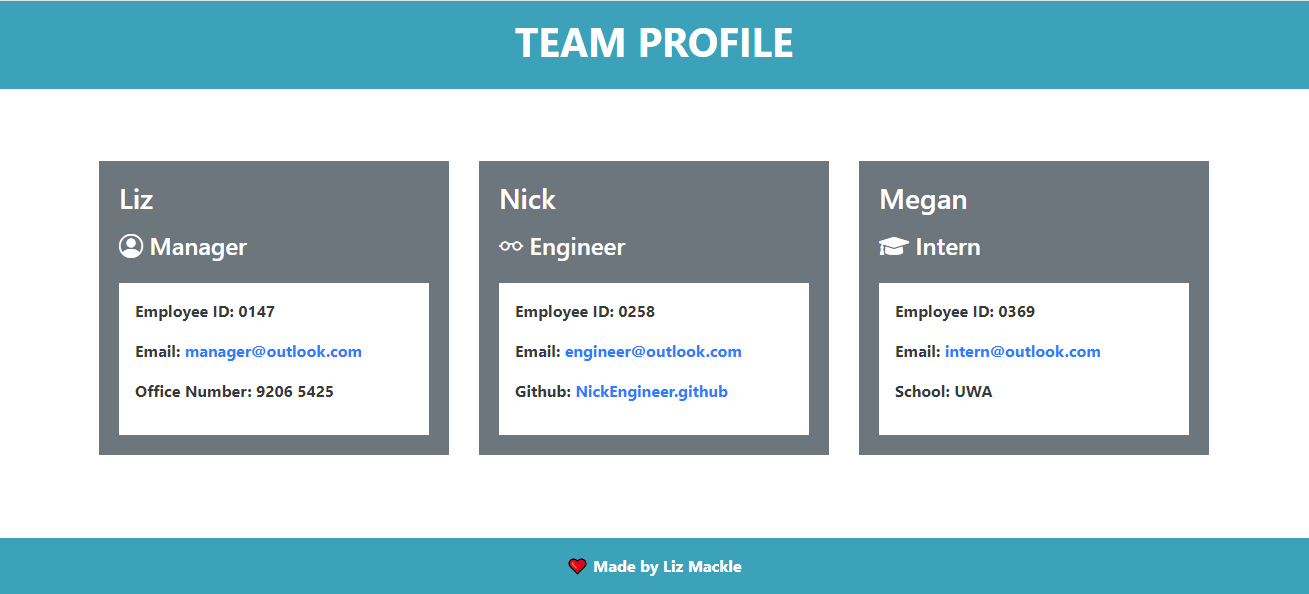 TEAM PROFILE
Liz
Manager
Employee ID: 0147
Email: manager@outlook.com
Office Number: 9206 5425
Nick
Engineer
Employee ID: 0258
Email: engineer@outlook.com
Github: NickEngineer.github
Megan
Intern
Employee ID: 0369
Email: intern@outlook.com
School: UWA
Made by Liz Mackle